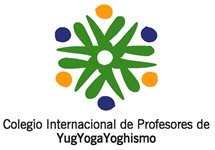 Colegio Internacional de Profesores de
YugYogaYoghismo